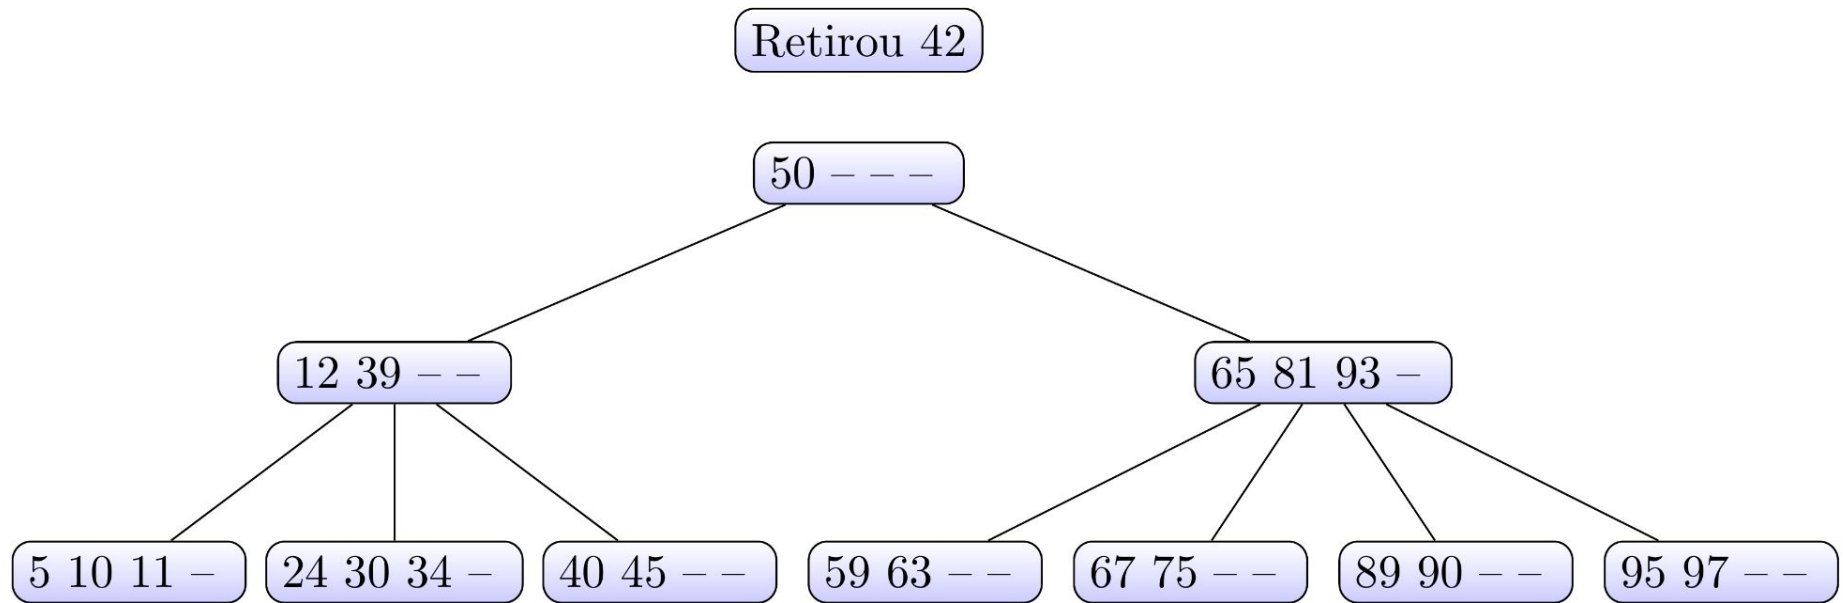 Retirou 42
50 – – –
12 39 – –
65 81 93 –
5 10 11 –
24 30 34 –
40 45 – –
59 63 – –
67 75 – –
89 90 – –
95 97 – –